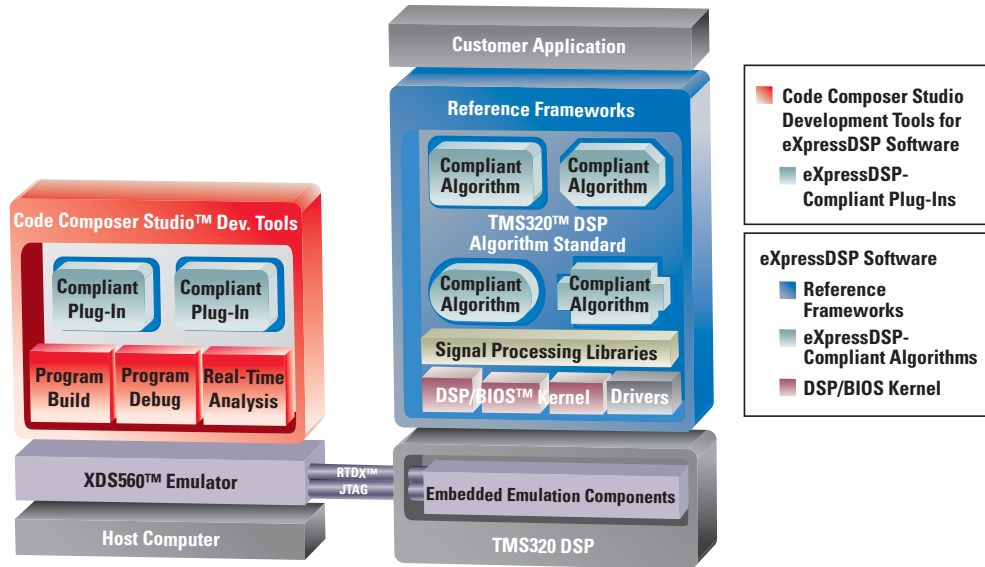 Customer Application
Reference Frameworks
Compliant
Algorithm
Compliant
Algorithm
TMS320™ DSP
Algorithm Standard
Compliant
Algorithm
Compliant
Algorithm
Signal Processing Libraries
DSP/BIOS™ Kernel
Drivers
Code Composer Studio™ Dev. Tools
Compliant
Plug-In
Compliant
Plug-In
Program
Build
Program
Debug
Real-Time
Analysis
XDS560™ Emulator
RTDX™
JTAG
Embedded Emulation Components
Host Computer
TMS320 DSP
Code Composer Studio
Development Tools for
eXpressDSP Software
eXpressDSP-
Compliant Plug-Ins
eXpressDSP Software
Reference
Frameworks
eXpressDSP-
Compliant Algorithms
DSP/BIOS Kernel